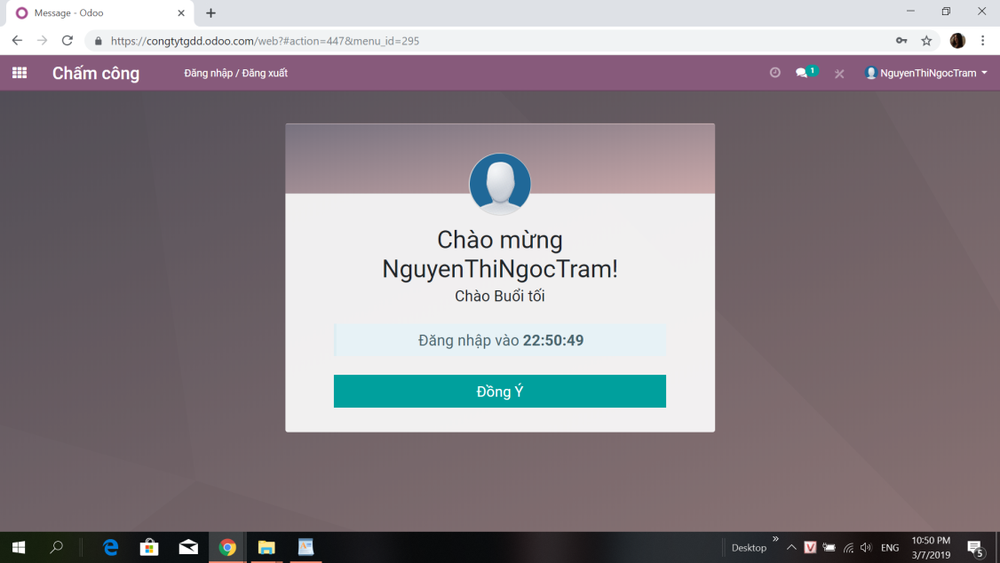 Message - Odoo
https://congtytgdd.odoo.com/web?#action=447&menu_id=295
Chấm công
Đăng nhập / Đăng xuất
1
NguyenThiNgocTram
Chào mừng
NguyenThiNgocTram!
Chào Buổi tối
Đăng nhập vào 22:50:49
Đồng Ý
Desktop
V
ENG
10:50 PM
3/7/2019
5